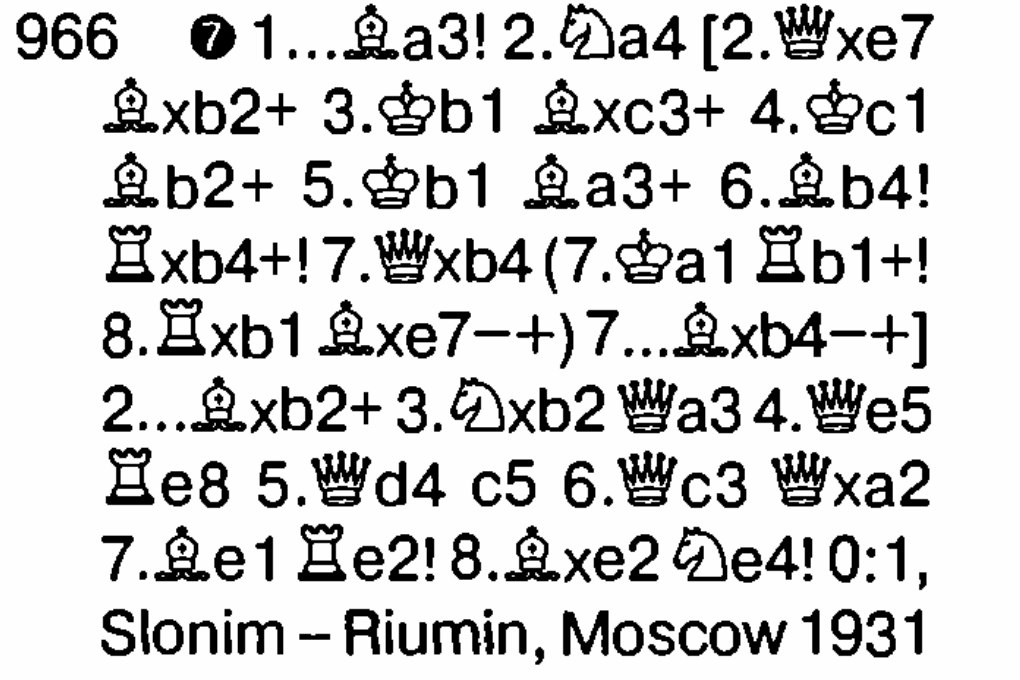 966 ❼ 1...♗a3! 2.♘a4 [2.♕xe7
♗xb2+ 3.♔b1 ♗xc3+ 4.♔c1
♗b2+ 5.♔b1 ♗a3+ 6.♗b4!
♖xb4+! 7.♕xb4 (7.♔a1 ♖b1+!
8.♖xb1 ♗xe7−+) 7...♗xb4−+]
2...♗xb2+ 3.♘xb2 ♕a3 4.♕e5
♖e8 5.♕d4 c5 6.♕c3 ♕xa2
7.♗e1 ♖e2! 8.♗xe2 ♘e4! 0:1,
Slonim – Riumin, Moscow 1931